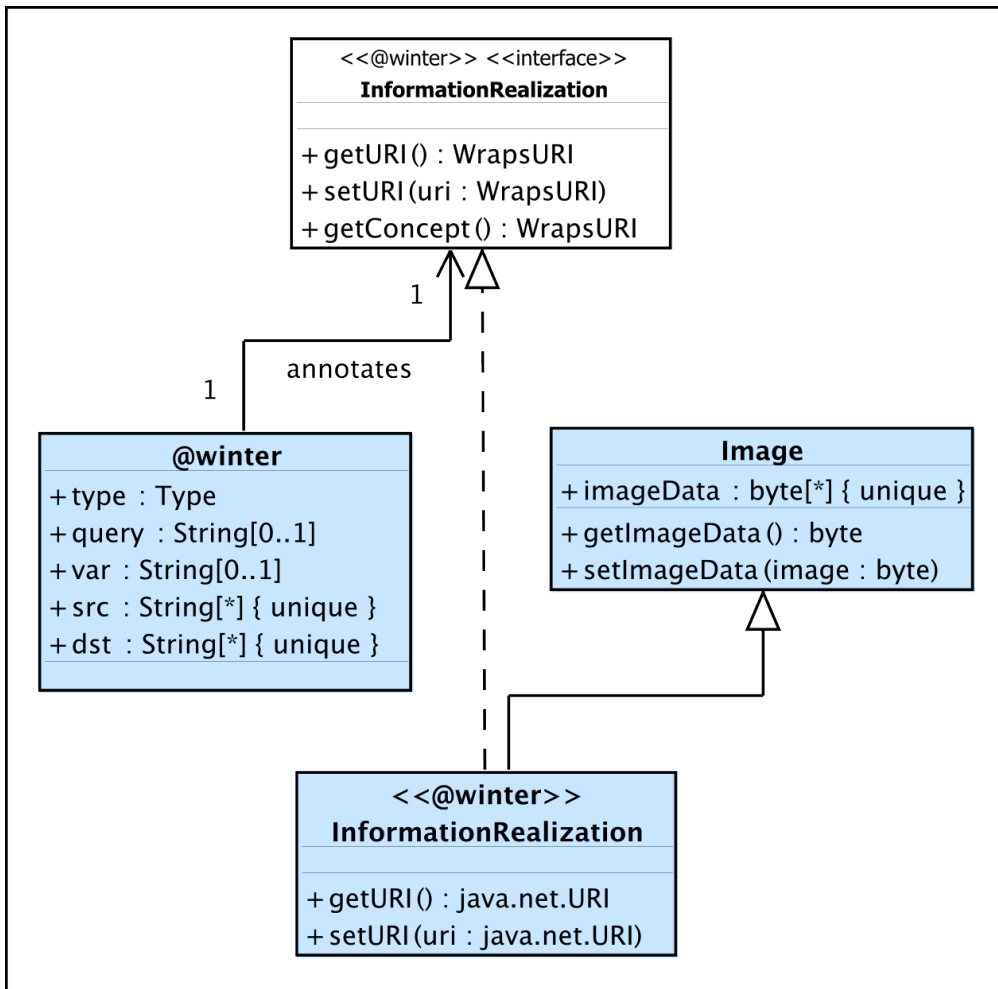 <<@winter>> <<interface>>
InformationRealization
+ getURI() : WrapsURI
+ setURI(uri : WrapsURI)
+ getConcept() : WrapsURI
1
annotates
1
@winter
+ type : Type
+ query : String[0..1]
+ var : String[0..1]
+ src : String[*] { unique }
+ dst : String[*] { unique }
Image
+ imageData : byte[*] { unique }
+ getImageData() : byte
+ setImageData(image : byte)
<<@winter>>
InformationRealization
+ getURI() : java.net.URI
+ setURI(uri : java.net.URI)